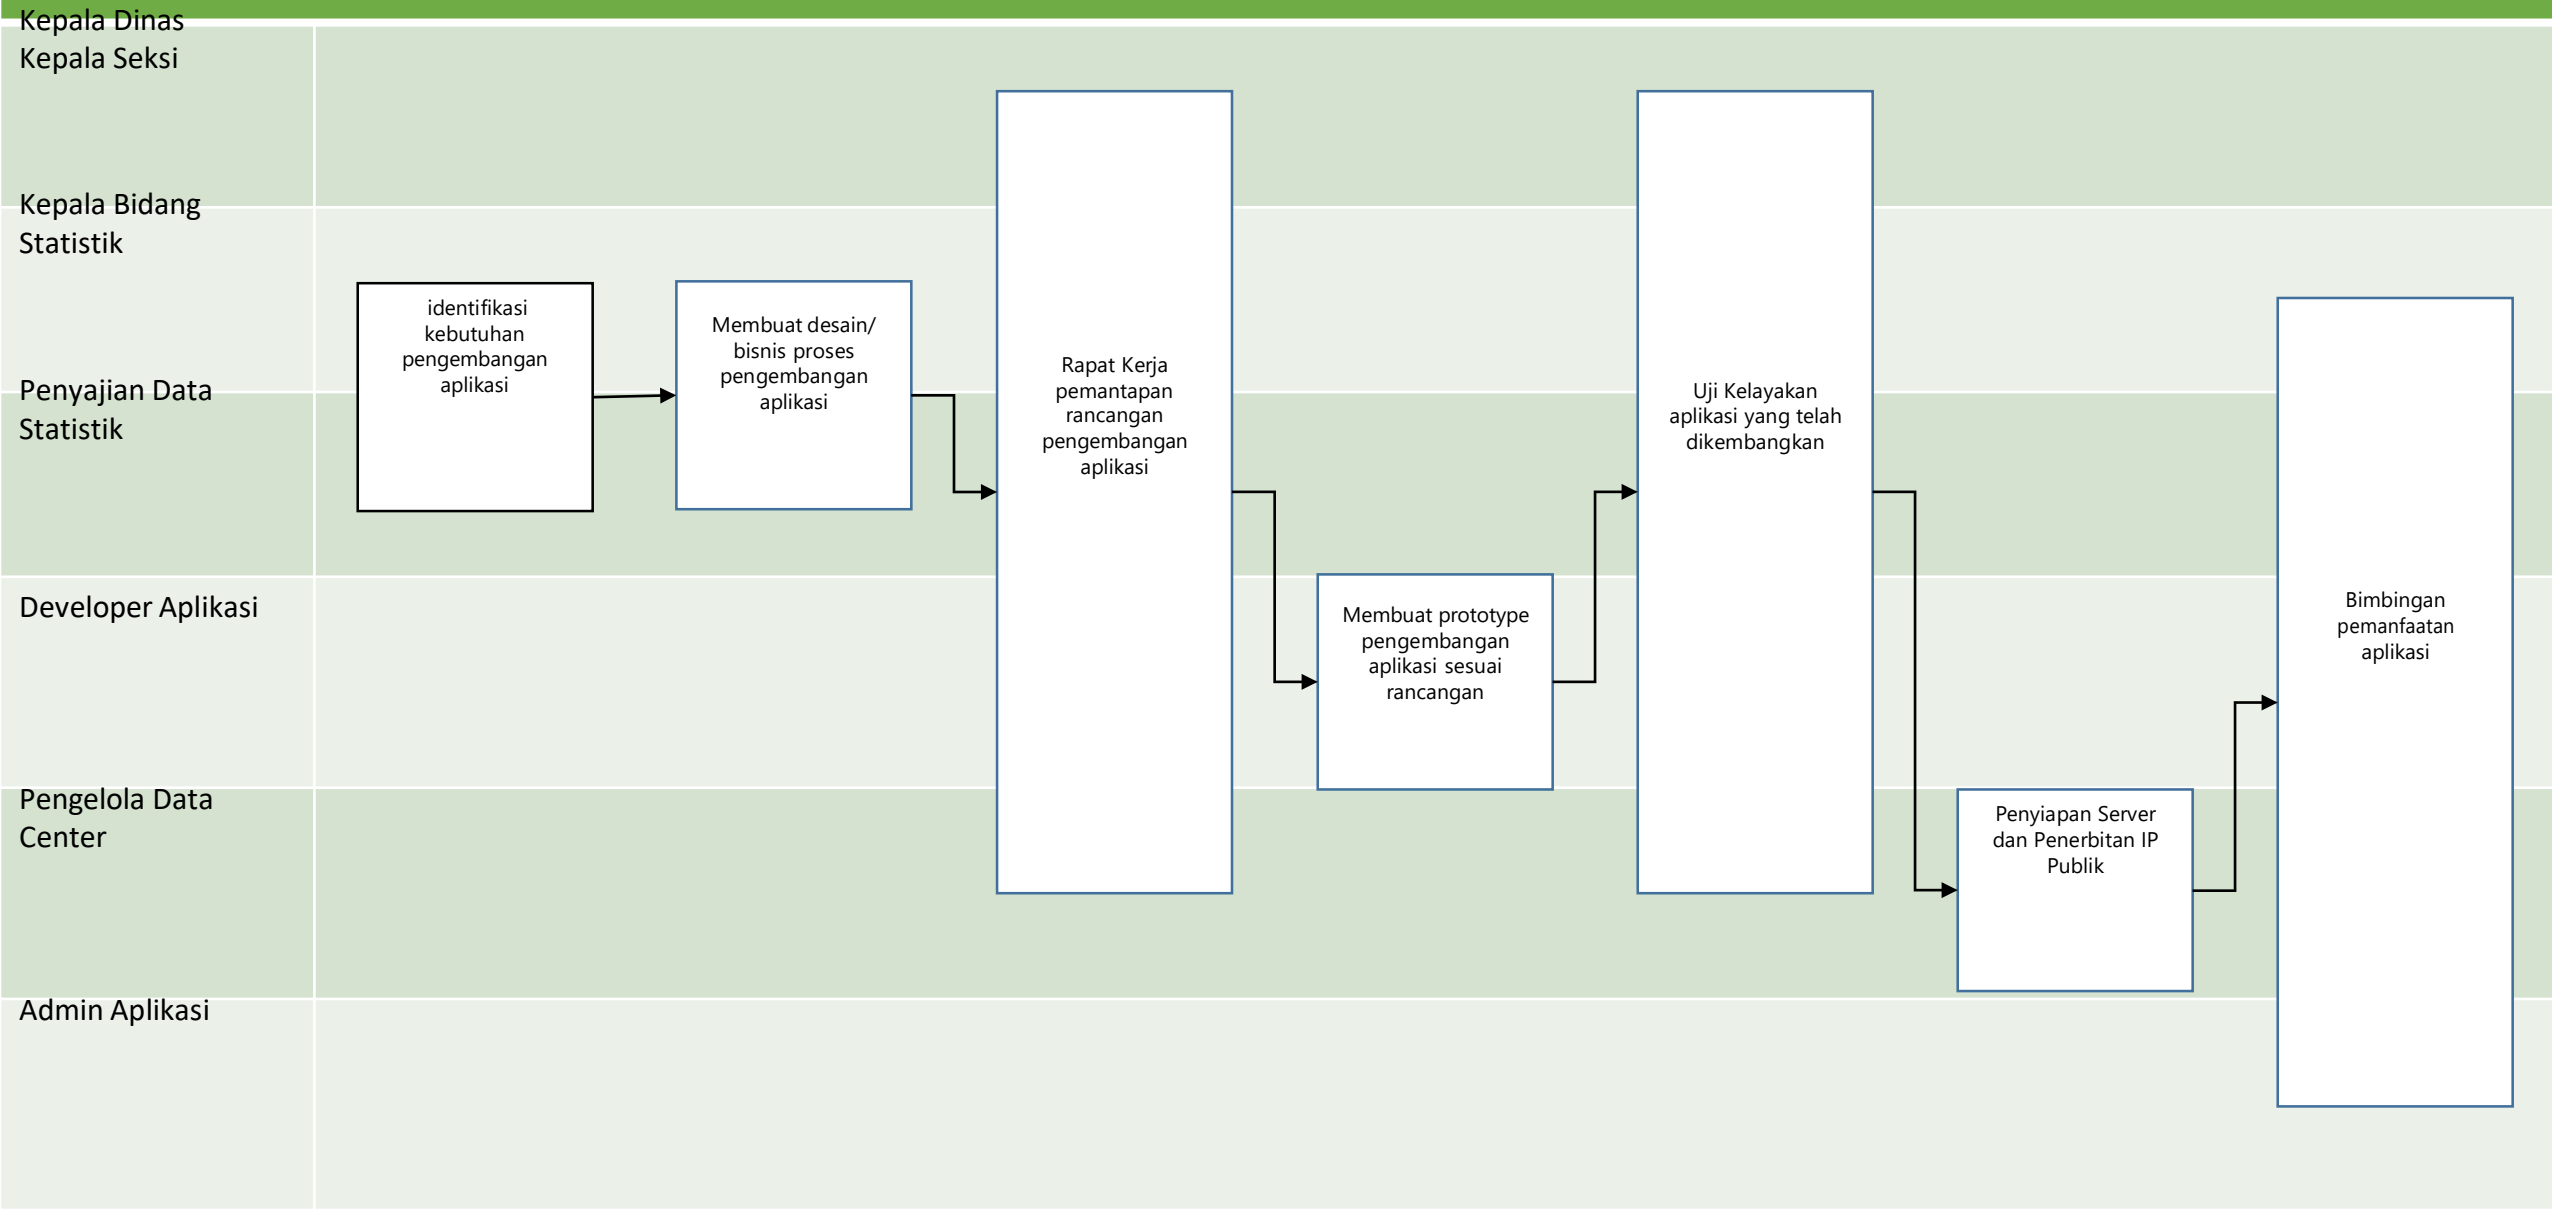 Kepala Dinas
Kepala Seksi
Kepala Bidang
Statistik
Penyajian Data
Statistik
Developer Aplikasi
Pengelola Data
Center
Admin Aplikasi
identifikasi
kebutuhan
pengembangan
aplikasi
Membuat desain/
bisnis proses
pengembangan
aplikasi
Rapat Kerja
pemantapan
rancangan
pengembangan
aplikasi
Membuat prototype
pengembangan
aplikasi sesuai
rancangan
Uji Kelayakan
aplikasi yang telah
dikembangkan
Penyiapan Server
dan Penerbitan IP
Publik
Bimbingan
pemanfaatan
aplikasi